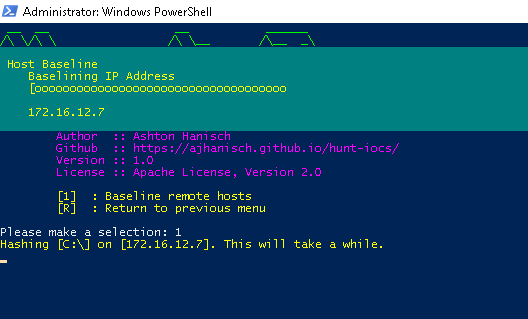 Administrator: Windows PowerShell
Host Baseline
Baselining IP Address
[oooooooooooooooooooooooooooooooooooo
172.16.12.7
Author :: Ashton Hanisch
Github :: https://ajhanisch.github.io/hunt-iocs/
Version :: 1.0
License :: Apache License, Version 2.0
[1] : Baseline remote hosts
[R] : Return to previous menu
Please make a selection: 1
Hashing [C:\] on [172.16.12.7]. This will take a while.